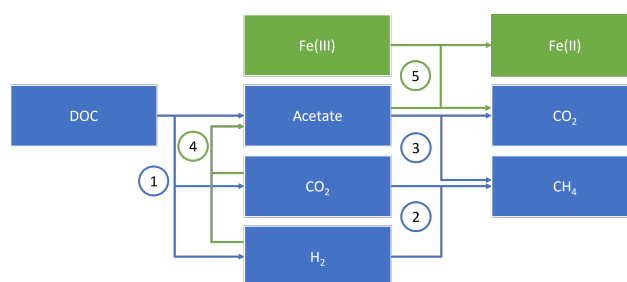 Fe(III)
Fe(II)
5
DOC
Acetate
CO₂
4
3
1
CO₂
CH₄
2
H₂